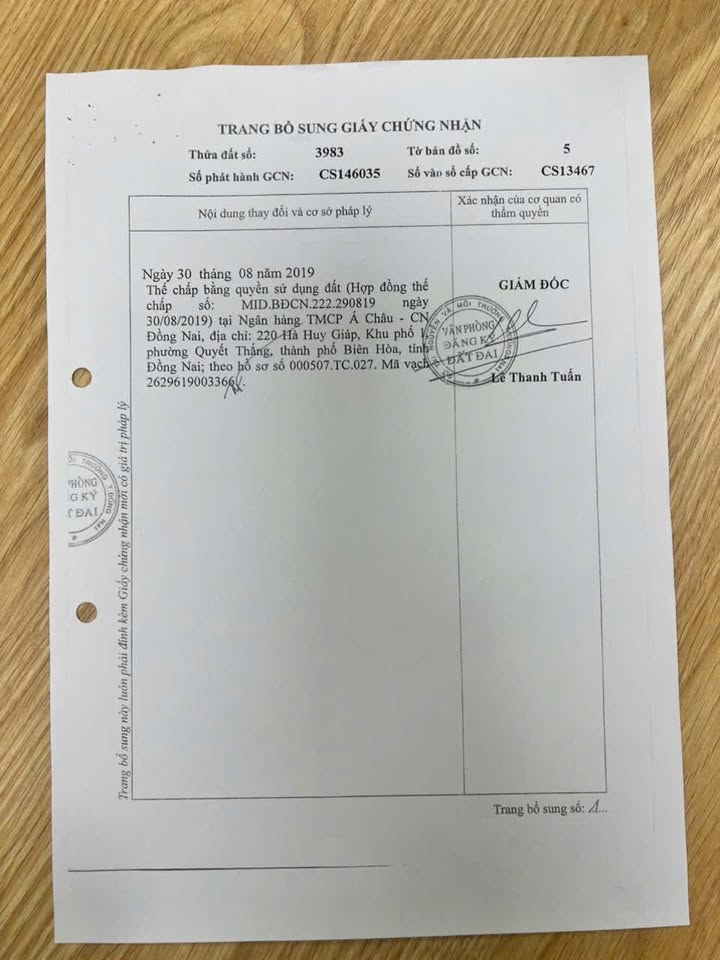 TRANG BỔ SUNG GIẤY CHỨNG NHẬN
Thửa đất số: 3983 Tờ bản đồ số: 5
Số phát hành GCN: CS146035 Số vào sổ cấp GCN: CS13467
Nội dung thay đổi và cơ sở pháp lý
Xác nhận của cơ quan có
thẩm quyền
Ngày 30 tháng 08 năm 2019
Thế chấp bằng quyền sử dụng đất (Hợp đồng thế
chấp số: MID.BĐCN.222.290819 ngày
30/08/2019) tại Ngân hàng TMCP Á Châu - CN
Đồng Nai, địa chỉ: 220 Hà Huy Giáp, Khu phố 1,
phường Quyết Thắng, thành phố Biên Hòa, tỉnh
Đồng Nai; theo hồ sơ số 000507.TC.027. Mã vạch
2629619003366/.
GIÁM ĐỐC
VĂN PHÒNG
ĐĂNG KÝ
ĐẤT ĐAI
Lê Thanh Tuấn
PHÒNG
NG KÝ
T ĐAI
Trang bổ sung này luôn phải đính kèm Giấy chứng nhận mới có giá trị pháp lý
Trang bổ sung số: 1...